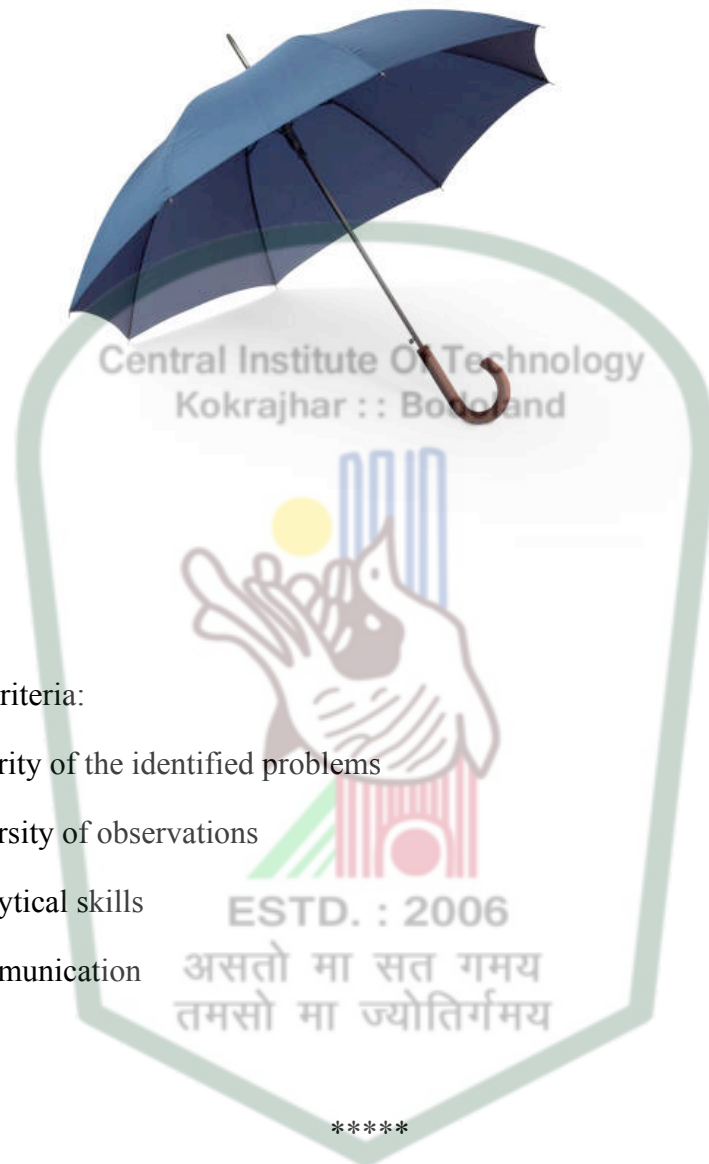 Central Institute Of Technology
Kokrajhar : : Bodoland
riteria:
rity of the identified problems
rsity of observations
ytical skills
munication
ESTD. : 2006
असतो मा सत गमय
तमसो मा ज्योतिर्गमय
*****